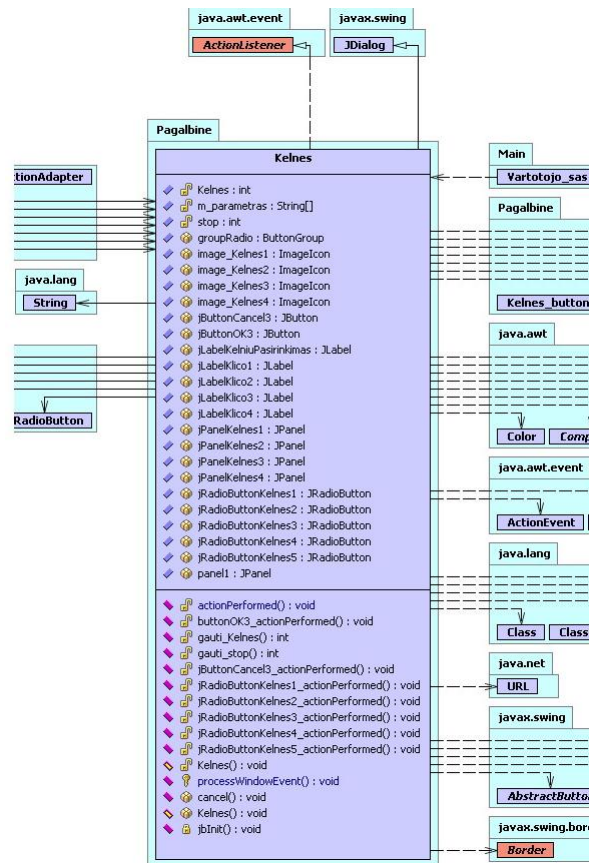 java.awt.event
ActionListener
javax.swing
JDialog
Pagalbine
Kelnes
Kelnes : int
m_parametras : String[]
stop : int
groupRadio : ButtonGroup
image_Kelnes1 : ImageIcon
image_Kelnes2 : ImageIcon
image_Kelnes3 : ImageIcon
image_Kelnes4 : ImageIcon
jButtonCancel3 : JButton
jButtonOK3 : JButton
jLabelKelniuPasirinkimas : JLabel
jLabelKlico1 : JLabel
jLabelKlico2 : JLabel
jLabelKlico3 : JLabel
jLabelKlico4 : JLabel
jPanelKelnes1 : JPanel
jPanelKelnes2 : JPanel
jPanelKelnes3 : JPanel
jPanelKelnes4 : JPanel
jRadioButtonKelnes1 : JRadioButton
jRadioButtonKelnes2 : JRadioButton
jRadioButtonKelnes3 : JRadioButton
jRadioButtonKelnes4 : JRadioButton
jRadioButtonKelnes5 : JRadioButton
panel1 : JPanel
actionPerformed() : void
buttonOK3_actionPerformed() : void
gauti_Kelnes() : int
gauti_stop() : int
jButtonCancel3_actionPerformed() : void
jRadioButtonKelnes1_actionPerformed() : void
jRadioButtonKelnes2_actionPerformed() : void
jRadioButtonKelnes3_actionPerformed() : void
jRadioButtonKelnes4_actionPerformed() : void
jRadioButtonKelnes5_actionPerformed() : void
Kelnes() : void
processWindowEvent() : void
cancel() : void
Kelnes() : void
jbInit() : void
ctionAdapter
java.lang
String
RadioButton
Main
Vartotojo_sas
Pagalbine
Kelnes_button
java.awt
Color
Comp
java.awt.event
ActionEvent
java.lang
Class
Class
java.net
URL
javax.swing
AbstractButto
javax.swing.bor
Border